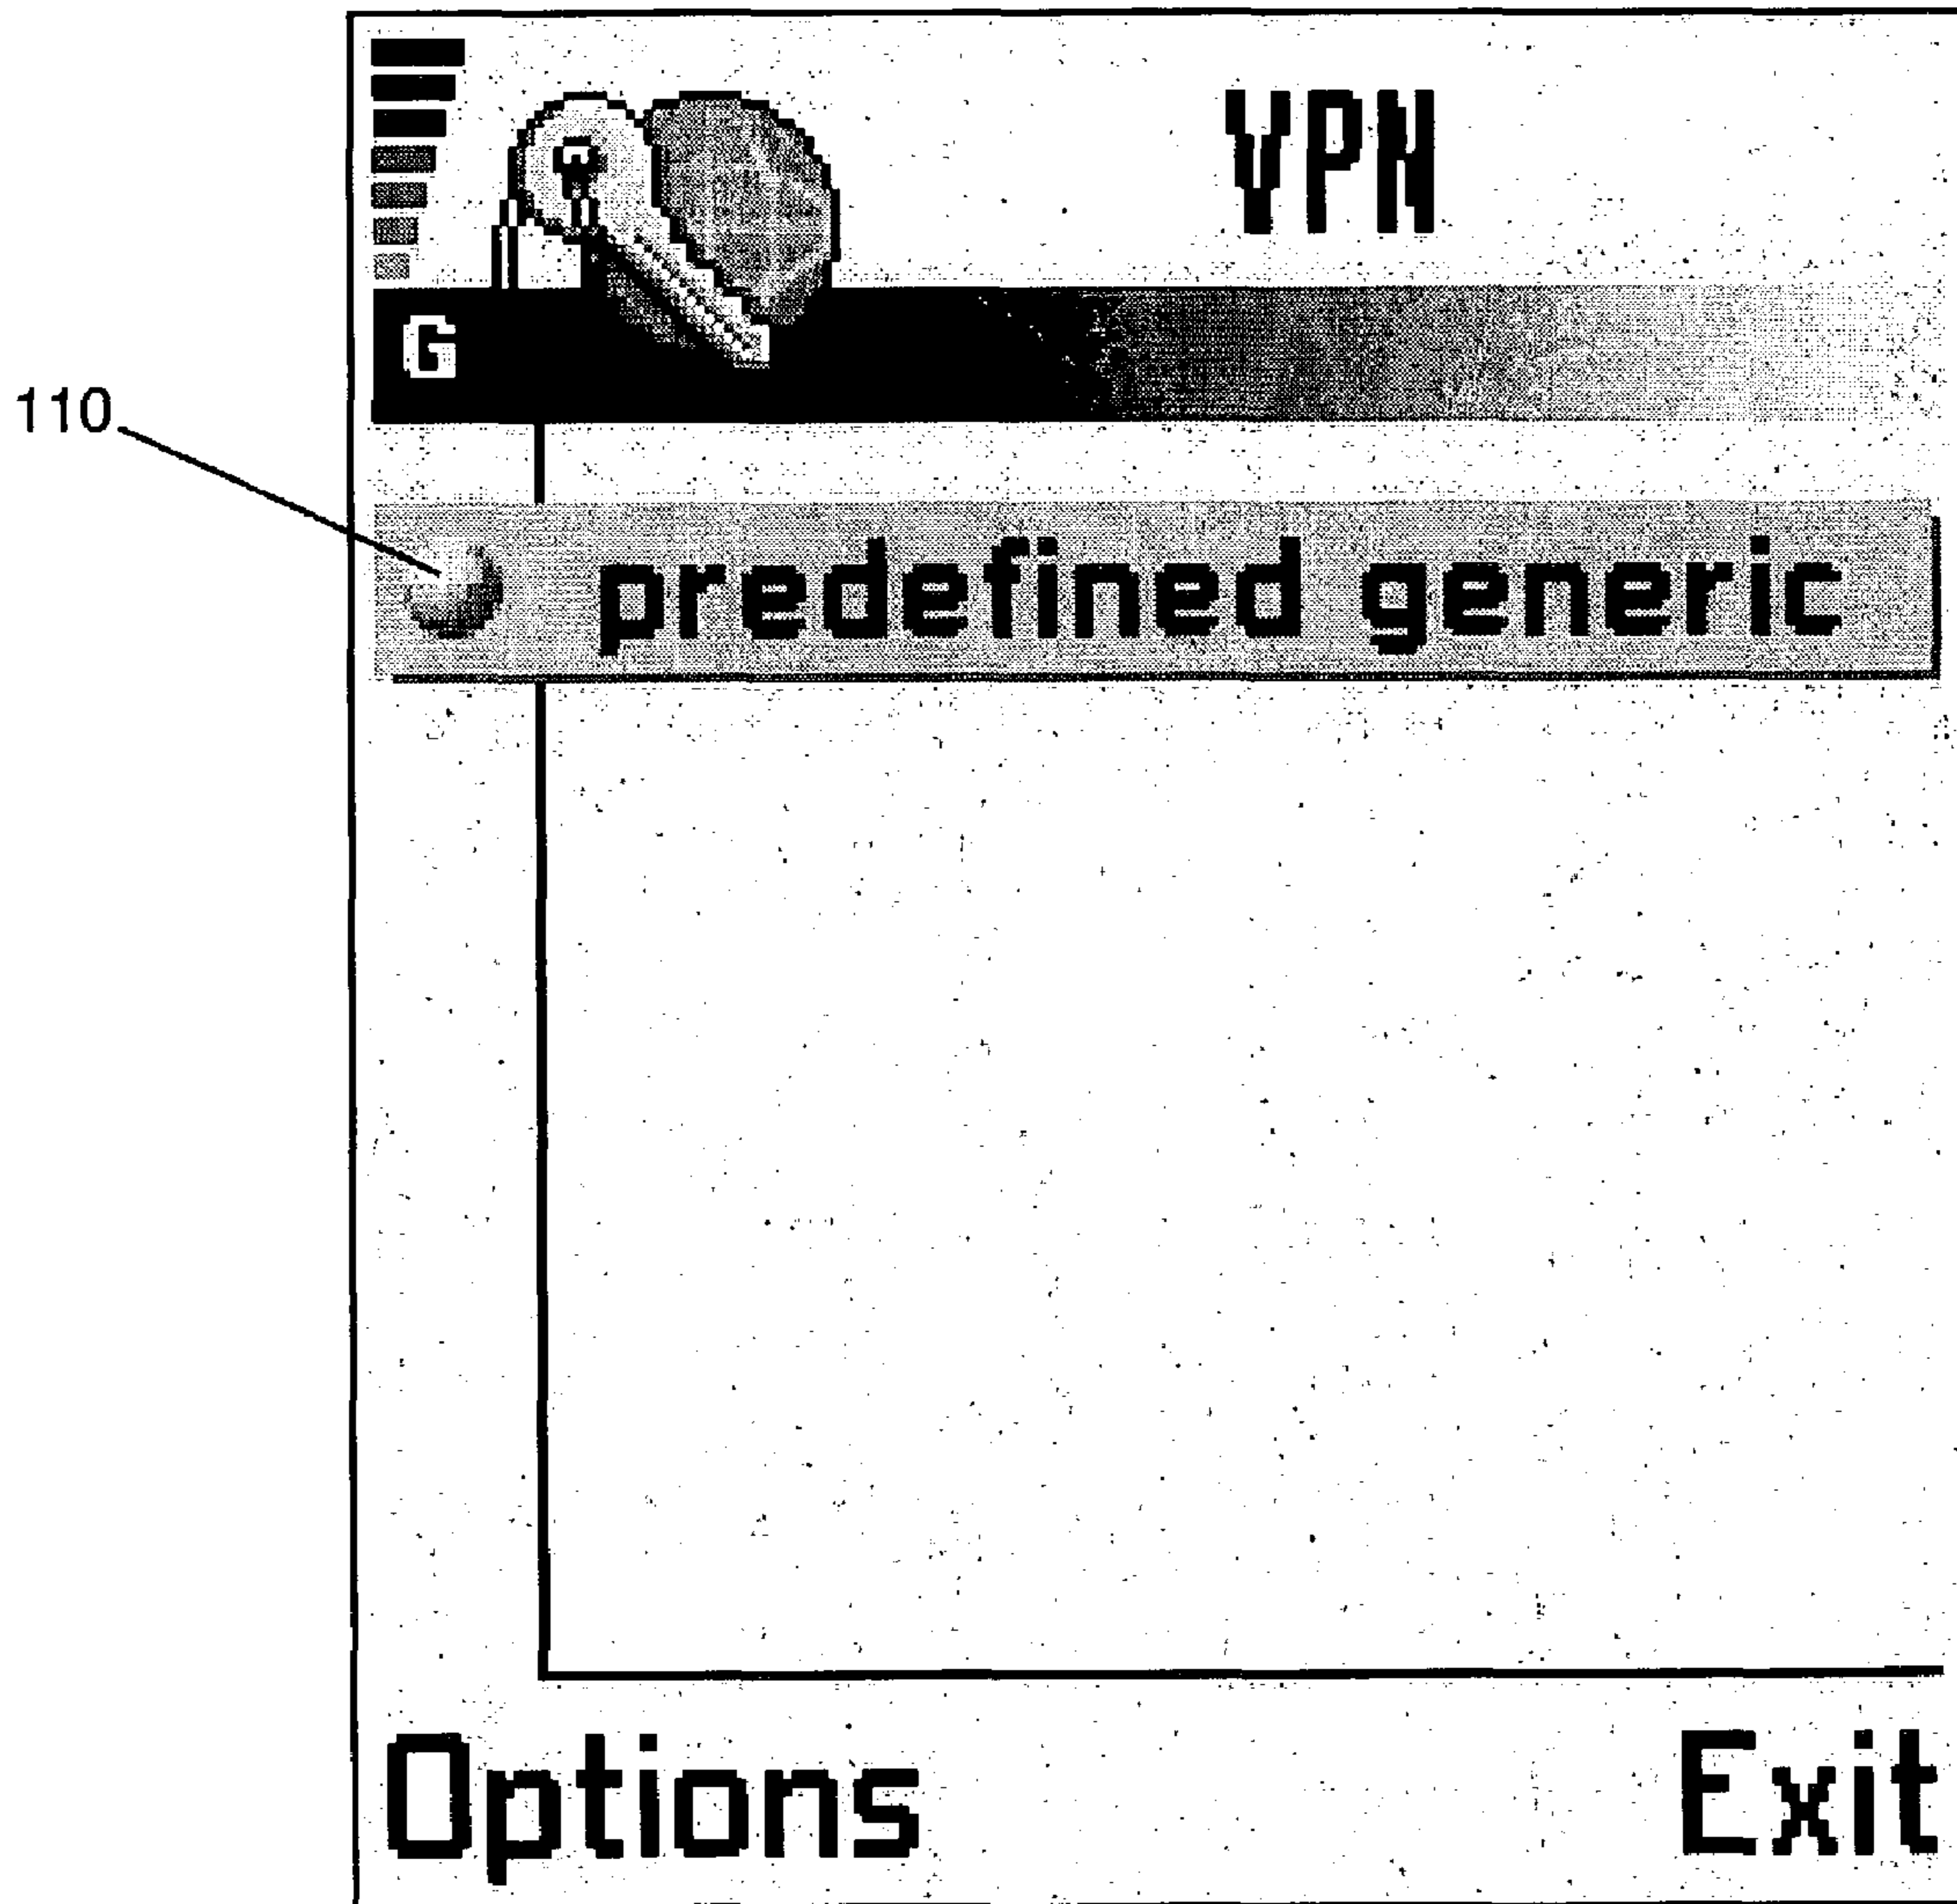 VPN
G
110
predefined generic
Options
Exit